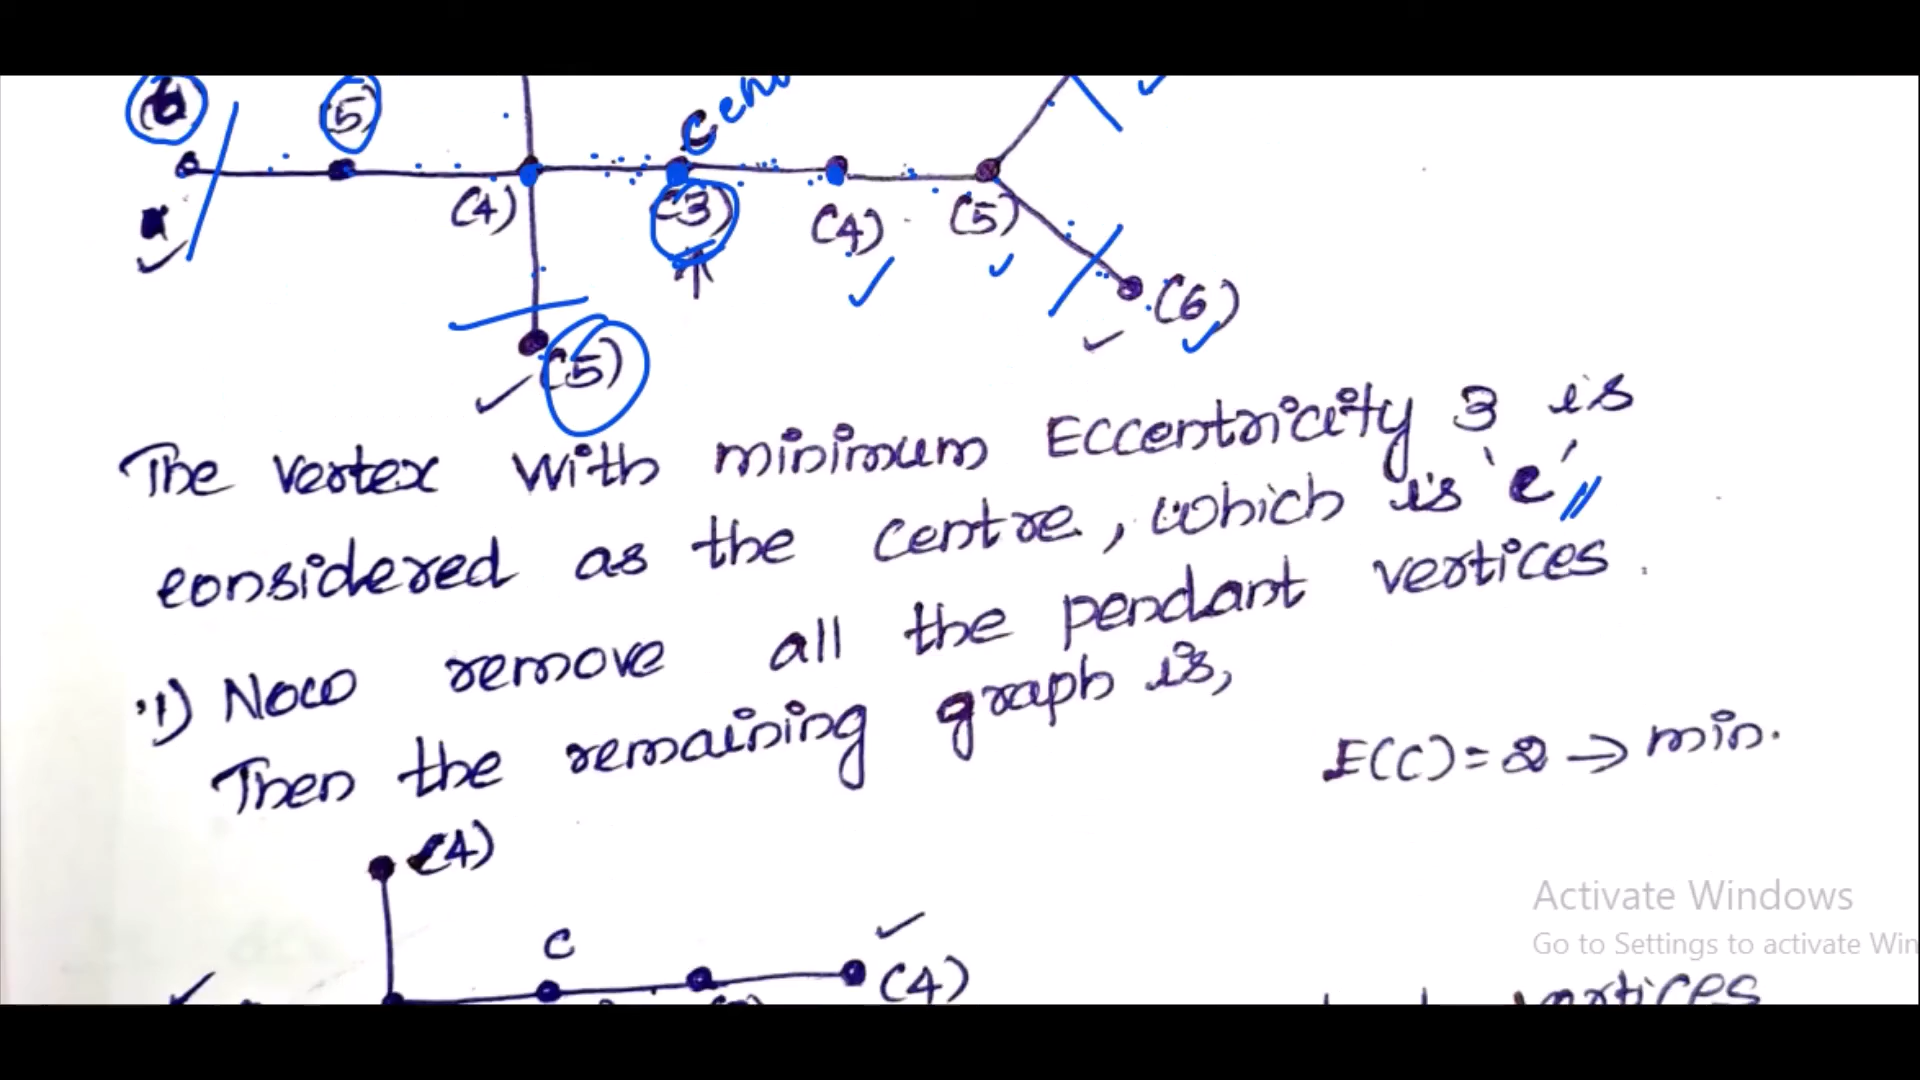 (6)
(5)
C
(4)
(3)
(4)
(5)
(6)
(5)
The vertex with minimum Eccentricity 3 is
considered as the centre, which is 'c'
1) Now remove all the pendant vertices.
Then the remaining graph is,
E(C)=2 → min.
(4)
C
(4)
vertices
Activate Windows
Go to Settings to activate Win